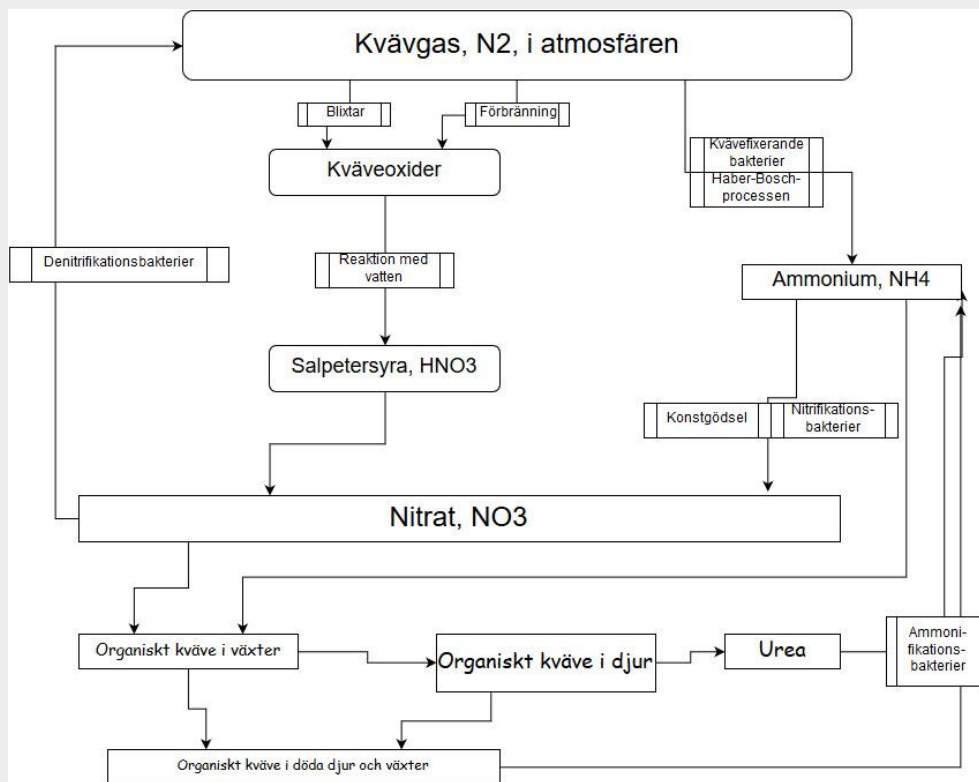 Kvävgas, N2, i atmosfären
Blixtar
Förbränning
Kvävefixerande
bakterier
Haber-Bosch-
processen
Kväveoxider
Denitrifikationsbakterier
Reaktion med
vatten
Ammonium, NH4
Salpetersyra, HNO3
Konstgödsel
Nitrifikations-
bakterier
Nitrat, NO3
Organiskt kväve i växter
Organiskt kväve i djur
Urea
Ammoni-
fikations-
bakterier
Organiskt kväve i döda djur och växter